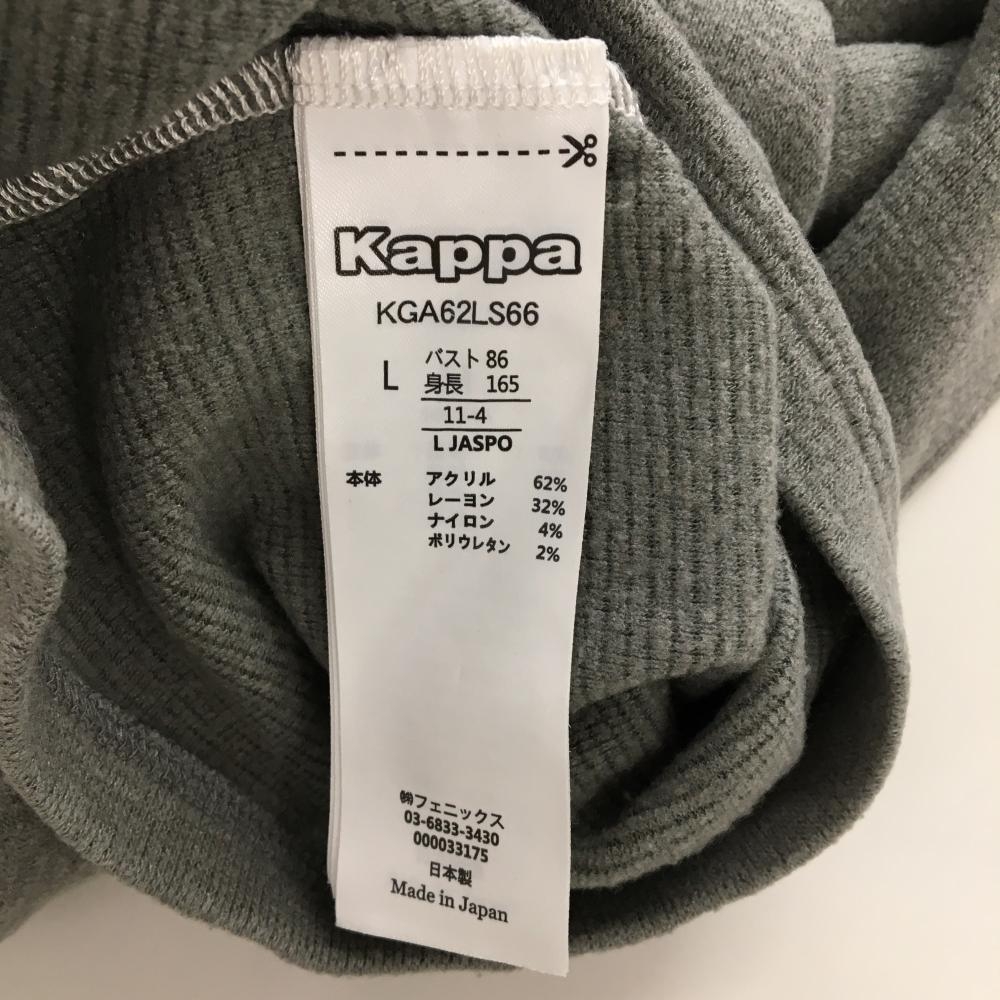 Kappa
KGA62LS66
L
バスト 86
身長 165
11-4
L JASPO
本体 アクリル 62%
レーヨン 32%
ナイロン 4%
ポリウレタン 2%
㈱フェニックス
03-6833-3430
000033175
日本製
Made in Japan